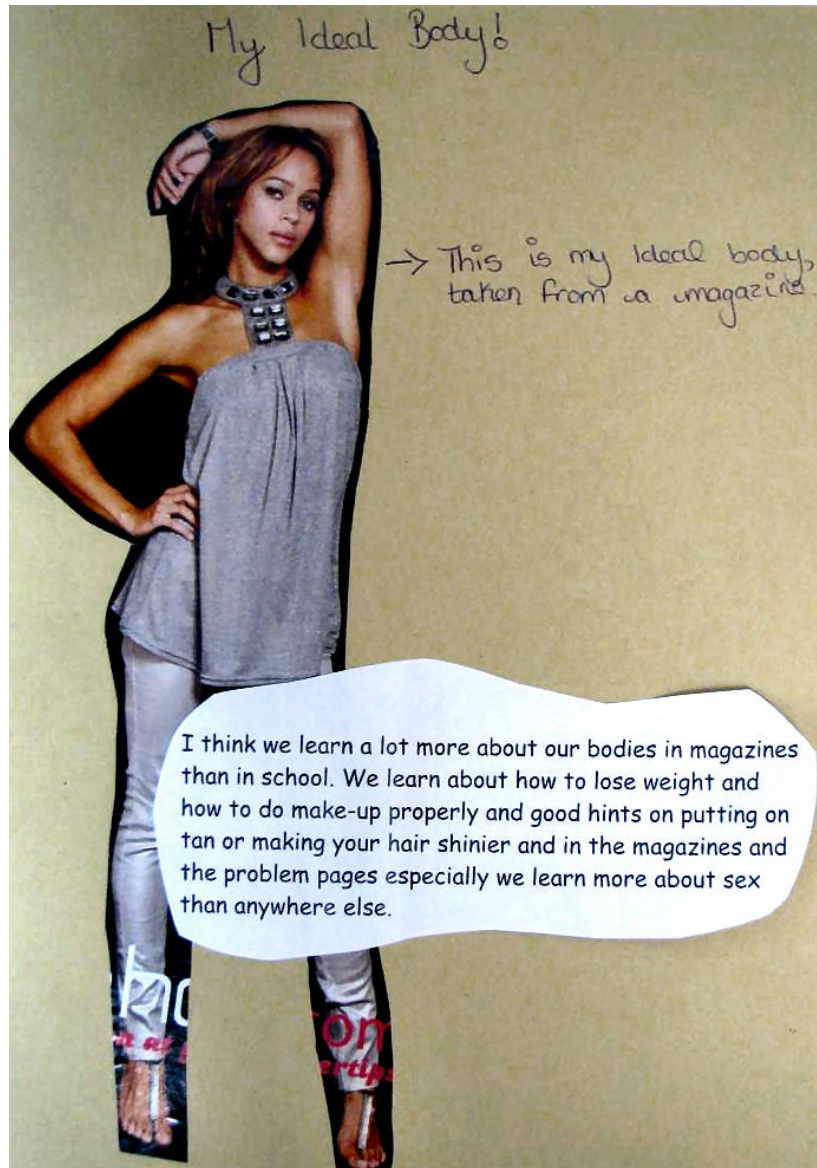 My Ideal Body!
→ This is my Ideal body,
taken from a magazine.
I think we learn a lot more about our bodies in magazines
than in school. We learn about how to lose weight and
how to do make-up properly and good hints on putting on
tan or making your hair shinier and in the magazines and
the problem pages especially we learn more about sex
than anywhere else.